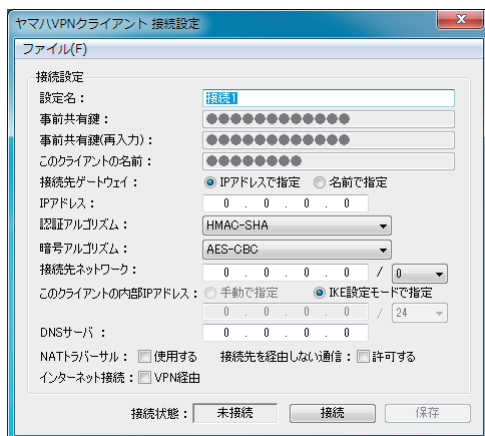 ヤマハVPNクライアント 接続設定
ファイル(F)
接続設定
設定名： 接続1
事前共有鍵： ●●●●●●●●●●●●
事前共有鍵(再入力)： ●●●●●●●●●●●●
このクライアントの名前： ●●●●●●●●
接続先ゲートウェイ： IPアドレスで指定 名前で指定
IPアドレス： 0 . 0 . 0 . 0
認証アルゴリズム： HMAC-SHA
暗号アルゴリズム： AES-CBC
接続先ネットワーク： 0 . 0 . 0 . 0 / 0
このクライアントの内部IPアドレス： 手動で指定 IKE設定モードで指定
0 . 0 . 0 . 0 / 24
DNSサーバ： 0 . 0 . 0 . 0
NATトラバーサル： 使用する 接続先を経由しない通信： 許可する
インターネット接続： VPN経由
接続状態： 未接続 接続 保存